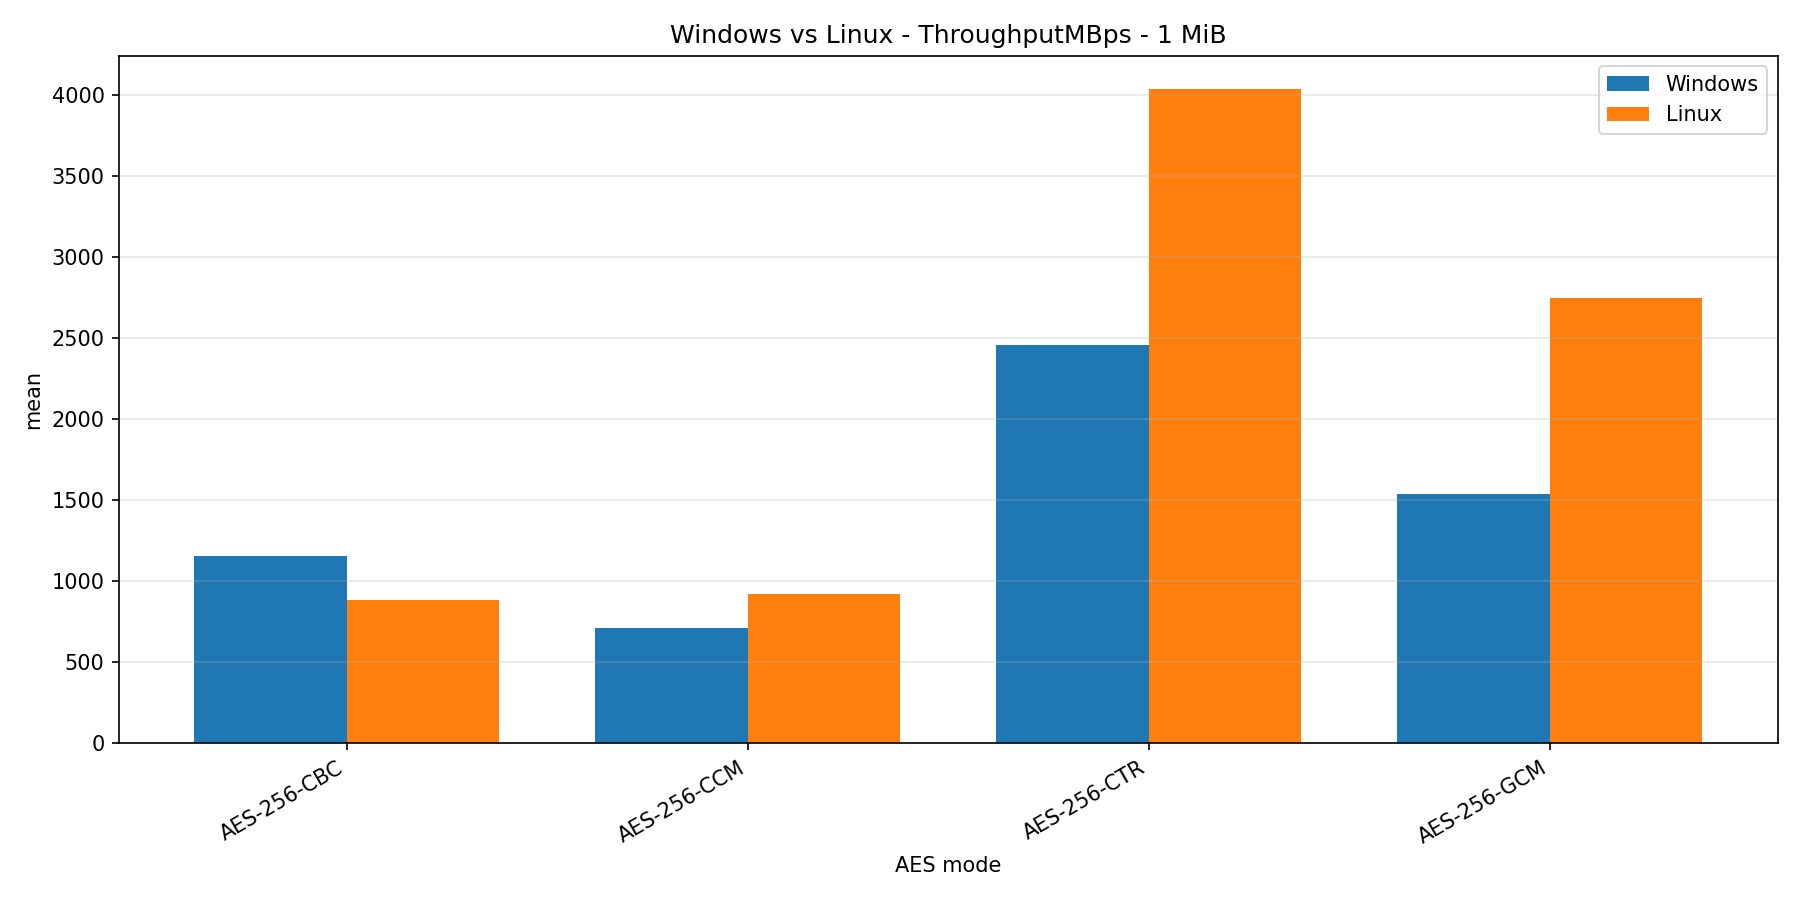 Windows vs Linux - ThroughputMBps - 1 MiB
Windows
Linux
mean
4000
3500
3000
2500
2000
1500
1000
500
0
AES-256-CBC
AES-256-CCM
AES-256-CTR
AES-256-GCM
AES mode